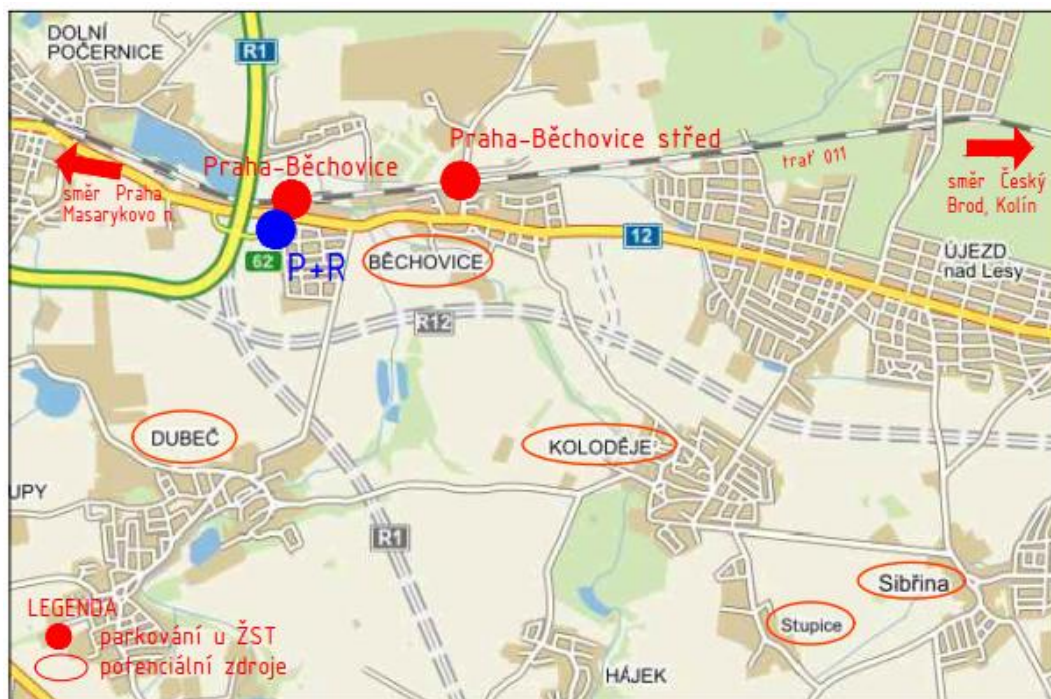 DOLNÍ
POČERNICE
R1
Praha-Běchovice střed
Praha-Běchovice
trať 011
směr Praha
Masarykovo n.
směr Český
Brod, Kolín
12
62
P+R
BĚCHOVICE
ÚJEZD
nad Lesy
R12
DUBEČ
KOLODĚJE
UPY
R1
Sibřina
Stupice
LEGENDA
parkování u ŽST
potenciální zdroje
HÁJEK